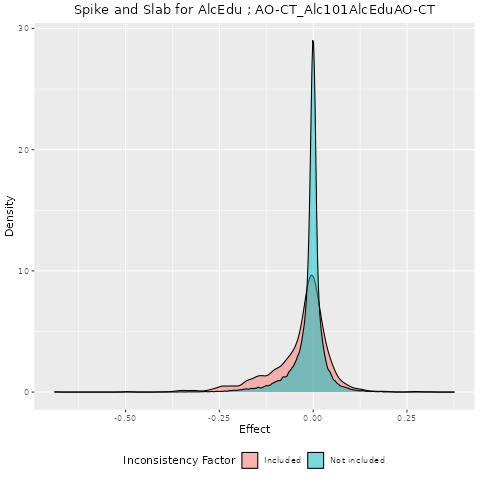 Spike and Slab for AlcEdu ; AO-CT_Alc101AlcEduAO-CT
30
20
10
0
Density
-0.50
-0.25
0.00
0.25
Effect
Inconsistency Factor
Included
Not included